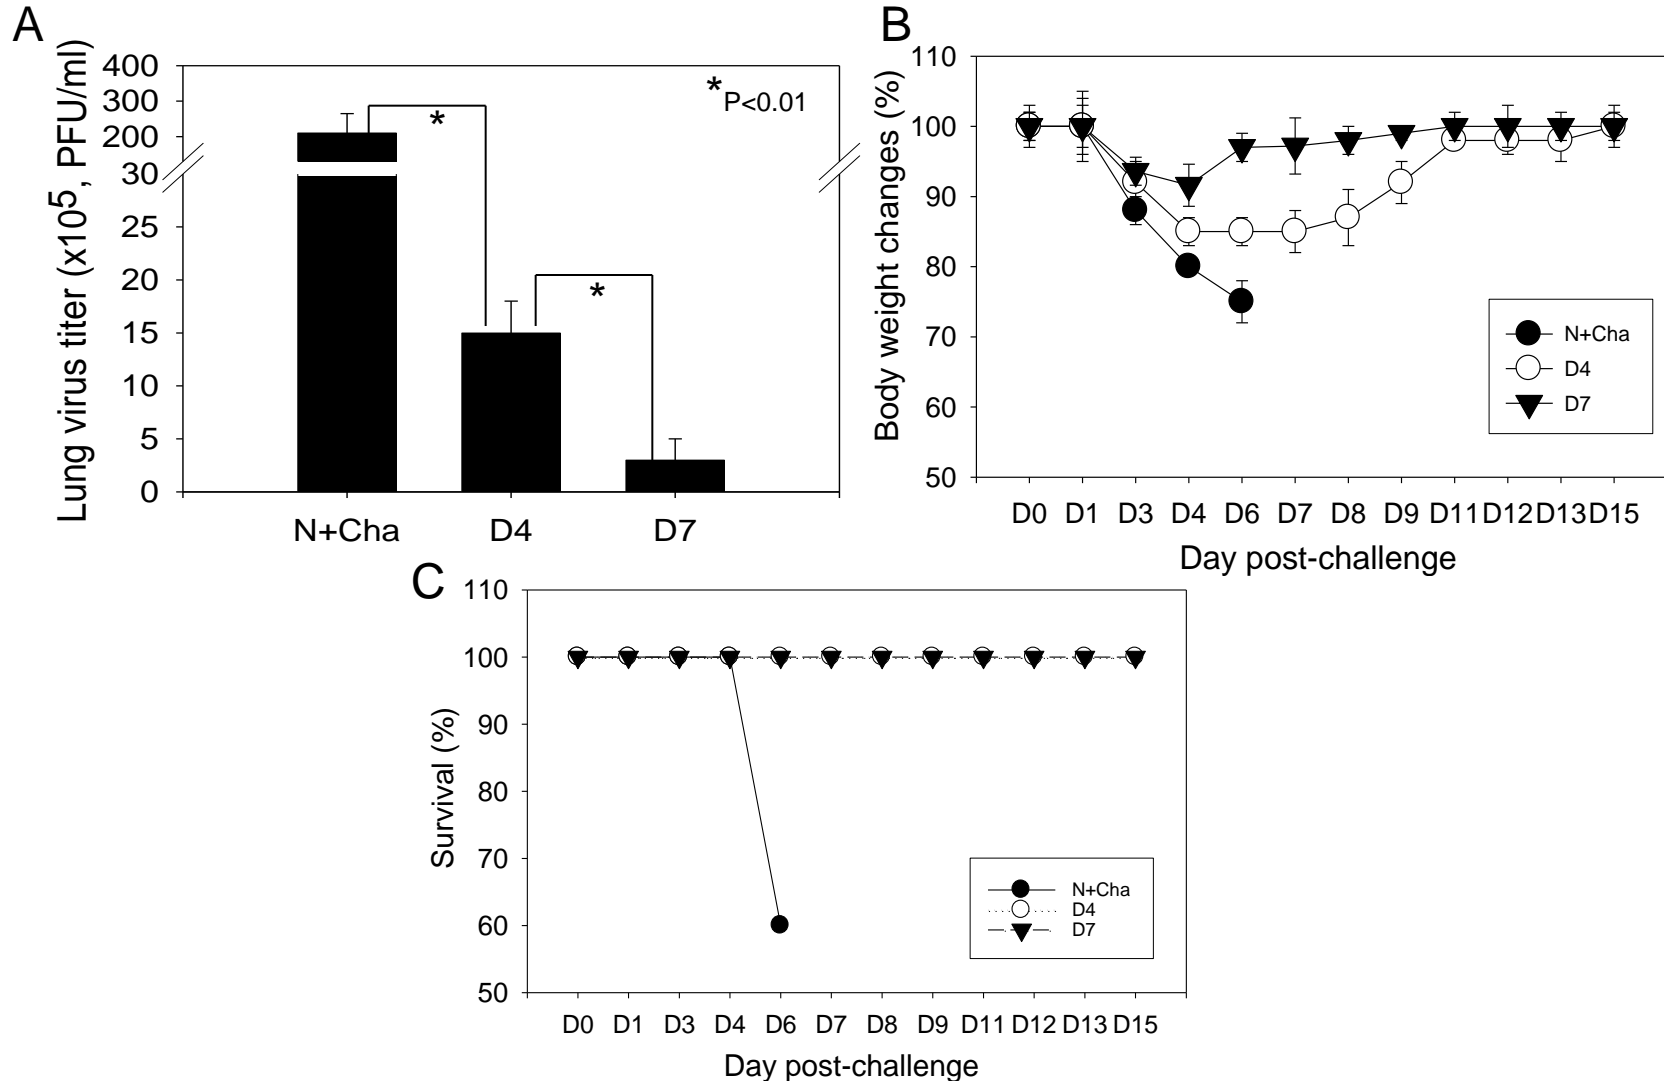 A
Lung virus titer (x10⁵, PFU/ml)
400
300
200
30
25
20
15
10
5
0
*P<0.01
*
*
N+Cha D4 D7
B
Body weight changes (%)
110
100
90
80
70
60
50
N+Cha
D4
D7
D0 D1 D3 D4 D6 D7 D8 D9 D11 D12 D13 D15
Day post-challenge
C
Survival (%)
110
100
90
80
70
60
50
N+Cha
D4
D7
D0 D1 D3 D4 D6 D7 D8 D9 D11 D12 D13 D15
Day post-challenge